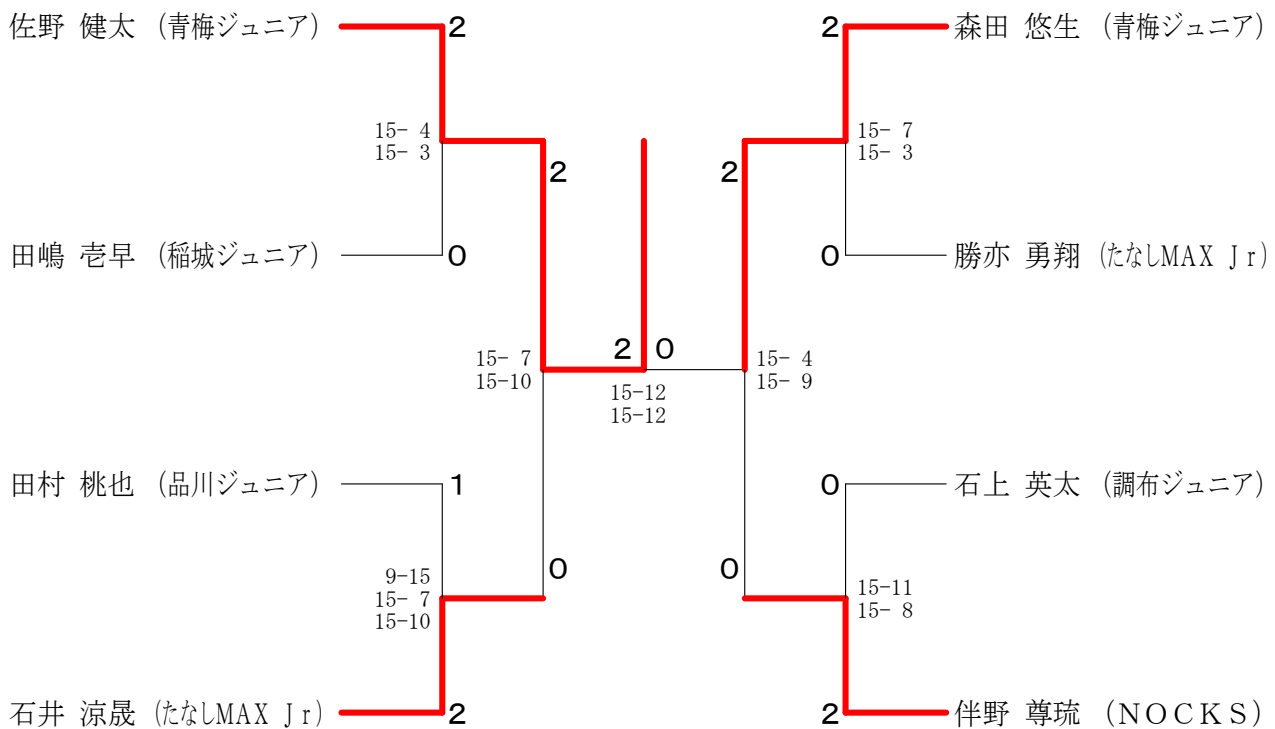 佐野 健太 (青梅ジュニア) 2 2 森田 悠生 (青梅ジュニア)
15- 4 15- 7
15- 3 15- 3
2 2
田嶋 壱早 (稲城ジュニア) 0 0 勝亦 勇翔 (たなしMAX Jr)
15- 7 2 0 15- 4
15-10 15- 9
15-12
15-12
田村 桃也 (品川ジュニア) 1 0 石上 英太 (調布ジュニア)
0 0
9-15 15-11
15- 7 15- 8
15-10
石井 涼晟 (たなしMAX Jr) 2 2 伴野 尊琉 (NOCKS)